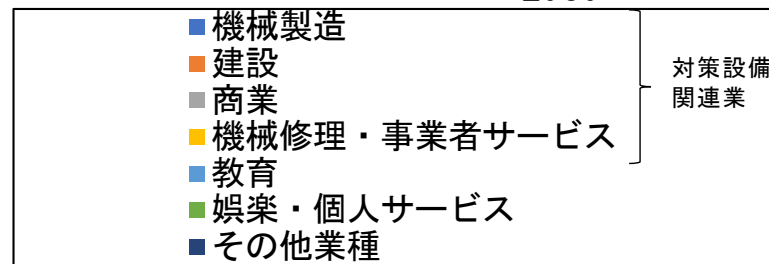 機械製造
建設
商業
機械修理・事業者サービス
教育
娯楽・個人サービス
その他業種
対策設備
関連業